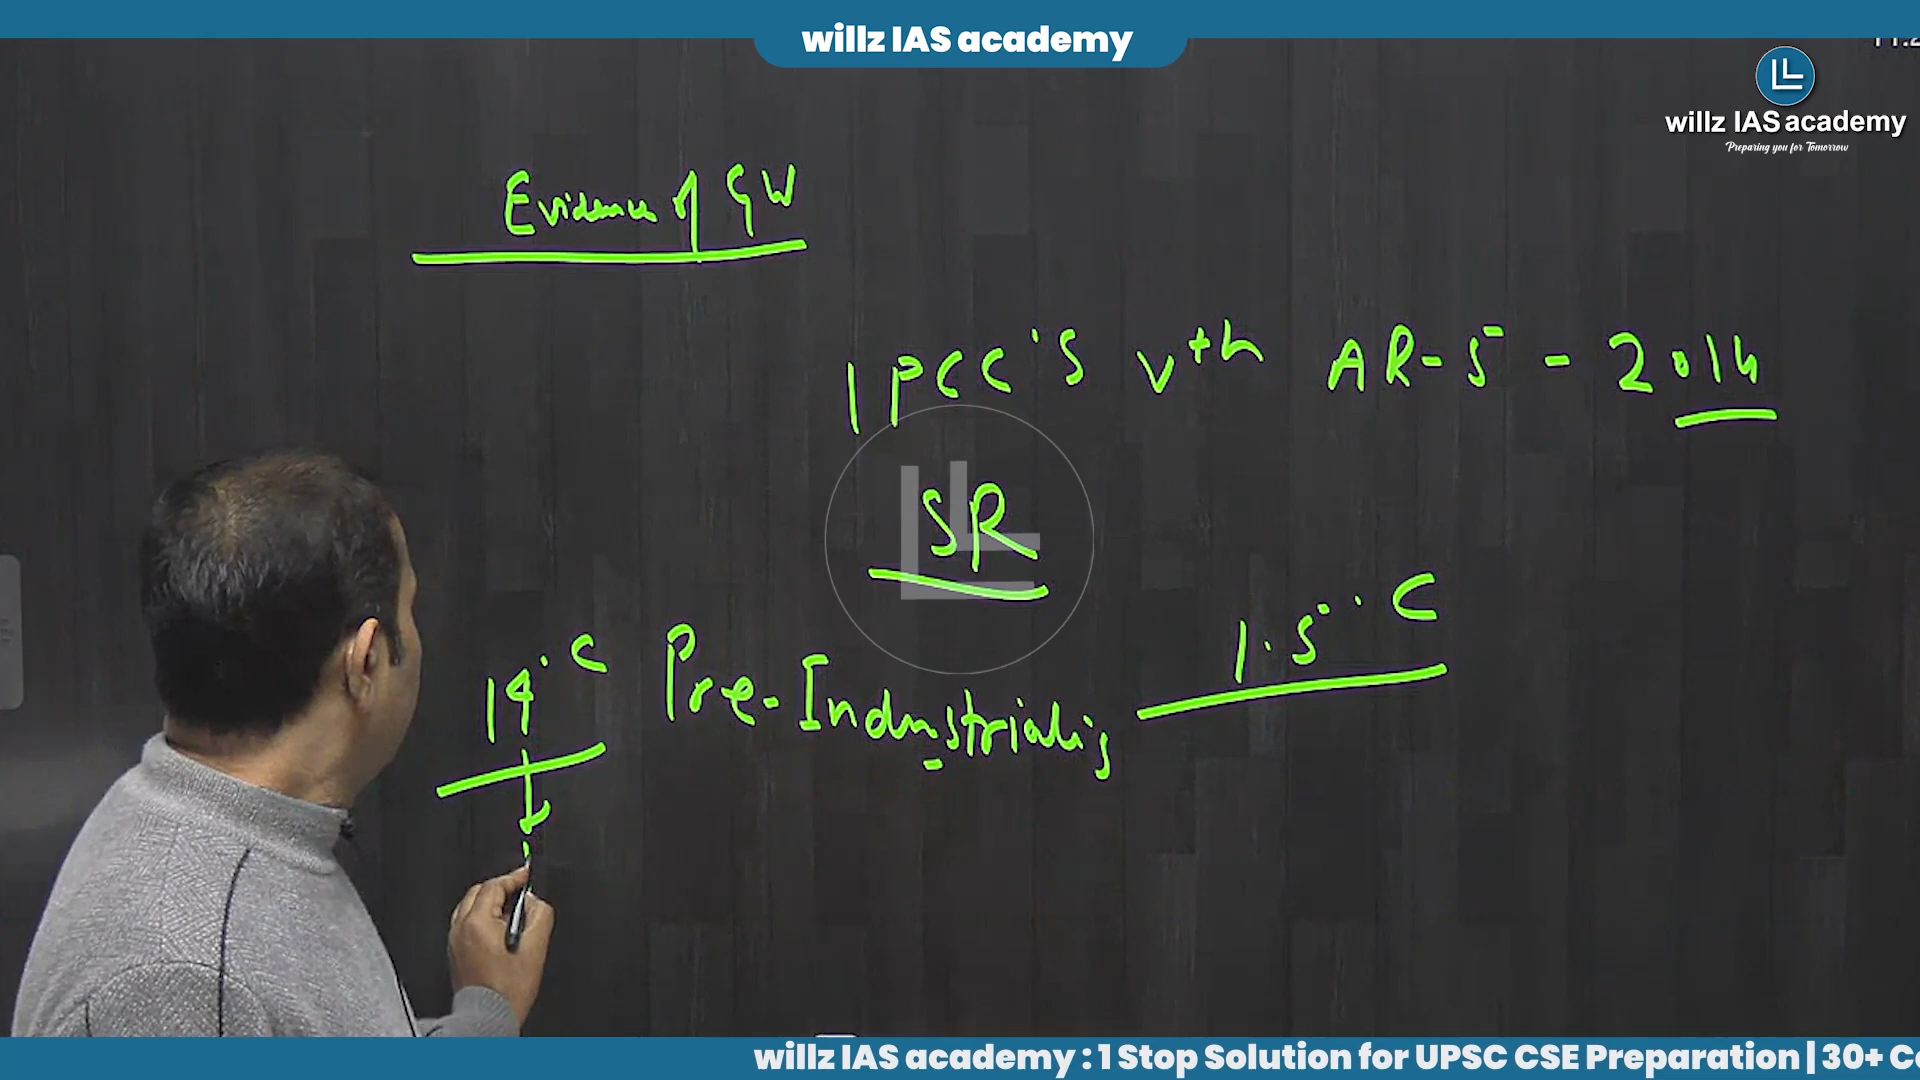 willz IAS academy
willz IAS academy
Preparing you for Tomorrow
Evidence of GW
IPCC'S Vth AR-5 - 2014
SR
1.5°C
14°C Pre-Industrial
willz IAS academy : 1 Stop Solution for UPSC CSE Preparation | 30+